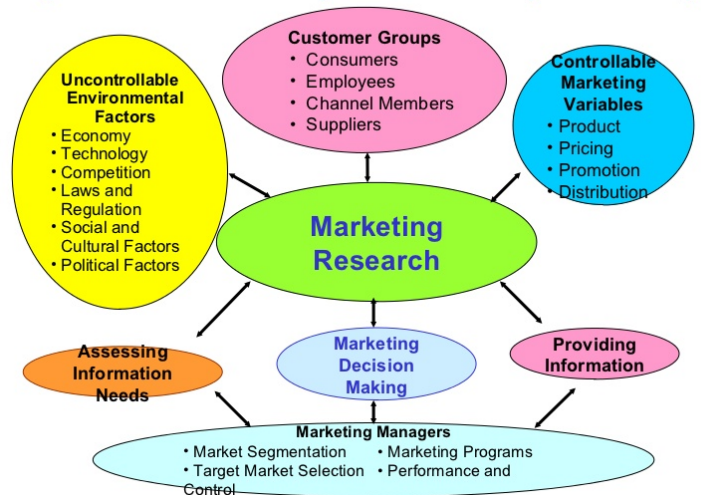 Customer Groups
• Consumers
• Employees
• Channel Members
• Suppliers
Uncontrollable
Environmental
Factors
• Economy
• Technology
• Competition
• Laws and
Regulation
• Social and
Cultural Factors
• Political Factors
Controllable
Marketing
Variables
• Product
• Pricing
• Promotion
• Distribution
Marketing
Research
Assessing
Information
Needs
Marketing
Decision
Making
Providing
Information
Marketing Managers
• Market Segmentation • Marketing Programs
• Target Market Selection • Performance and
Control